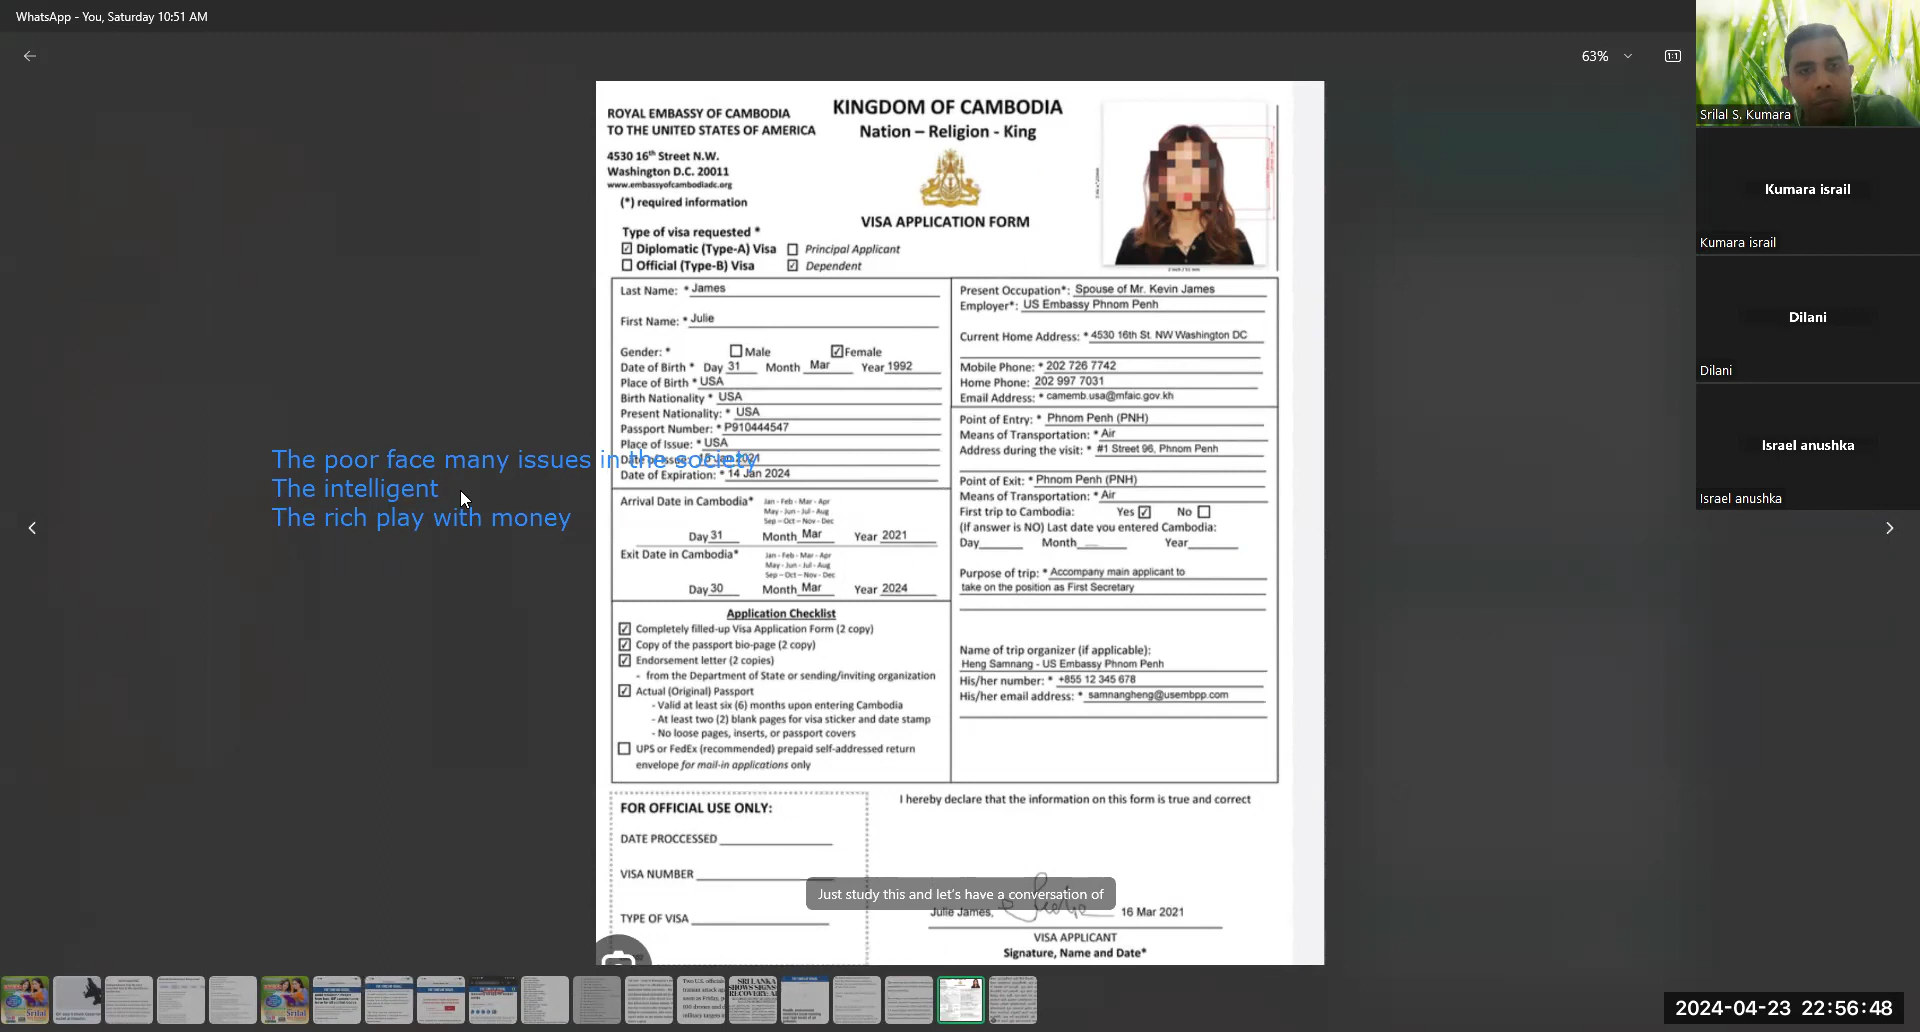 WhatsApp - You, Saturday 10:51 AM
63%
ROYAL EMBASSY OF CAMBODIA
TO THE UNITED STATES OF AMERICA
4530 16th Street N.W.
Washington D.C. 20011
www.embassyofcambodiadc.org
(*) required information
KINGDOM OF CAMBODIA
Nation – Religion - King
VISA APPLICATION FORM
Type of visa requested *
Diplomatic (Type-A) Visa Principal Applicant
Official (Type-B) Visa Dependent
Last Name: * James
First Name: * Julie
Gender: * Male Female
Date of Birth * Day 31 Month Mar Year 1992
Place of Birth * USA
Birth Nationality * USA
Present Nationality: * USA
Passport Number: * P910444547
Place of Issue: * USA
Date of Issue: 15 Jan 2021
Date of Expiration: * 14 Jan 2024
Arrival Date in Cambodia* Jan - Feb - Mar - Apr
May - Jun - Jul - Aug
Sep – Oct – Nov - Dec
Day 31 Month Mar Year 2021
Exit Date in Cambodia* Jan - Feb - Mar - Apr
May - Jun - Jul - Aug
Sep – Oct – Nov - Dec
Day 30 Month Mar Year 2024
Application Checklist
Completely filled-up Visa Application Form (2 copy)
Copy of the passport bio-page (2 copy)
Endorsement letter (2 copies)
- from the Department of State or sending/inviting organization
Actual (Original) Passport
- Valid at least six (6) months upon entering Cambodia
- At least two (2) blank pages for visa sticker and date stamp
- No loose pages, inserts, or passport covers
UPS or FedEx (recommended) prepaid self-addressed return
envelope for mail-in applications only
Present Occupation*: Spouse of Mr. Kevin James
Employer*: US Embassy Phnom Penh
Current Home Address: * 4530 16th St. NW Washington DC
Mobile Phone: * 202 726 7742
Home Phone: 202 997 7031
Email Address: * camemb.usa@mfaic.gov.kh
Point of Entry: * Phnom Penh (PNH)
Means of Transportation: * Air
Address during the visit: * #1 Street 96, Phnom Penh
Point of Exit: * Phnom Penh (PNH)
Means of Transportation: * Air
First trip to Cambodia: Yes No
(If answer is NO) Last date you entered Cambodia:
Day Month Year
Purpose of trip: * Accompany main applicant to
take on the position as First Secretary
Name of trip organizer (if applicable):
Heng Samnang - US Embassy Phnom Penh
His/her number: * +855 12 345 678
His/her email address: * samnangheng@usembpp.com
FOR OFFICIAL USE ONLY:
DATE PROCCESSED
VISA NUMBER
TYPE OF VISA
I hereby declare that the information on this form is true and correct
Julie James, 16 Mar 2021
VISA APPLICANT
Signature, Name and Date*
The poor face many issues in the society
The intelligent
The rich play with money
Just study this and let's have a conversation of
Srilal S. Kumara
Kumara israil
Kumara israil
Dilani
Dilani
Israel anushka
Israel anushka
2024-04-23 22:56:48